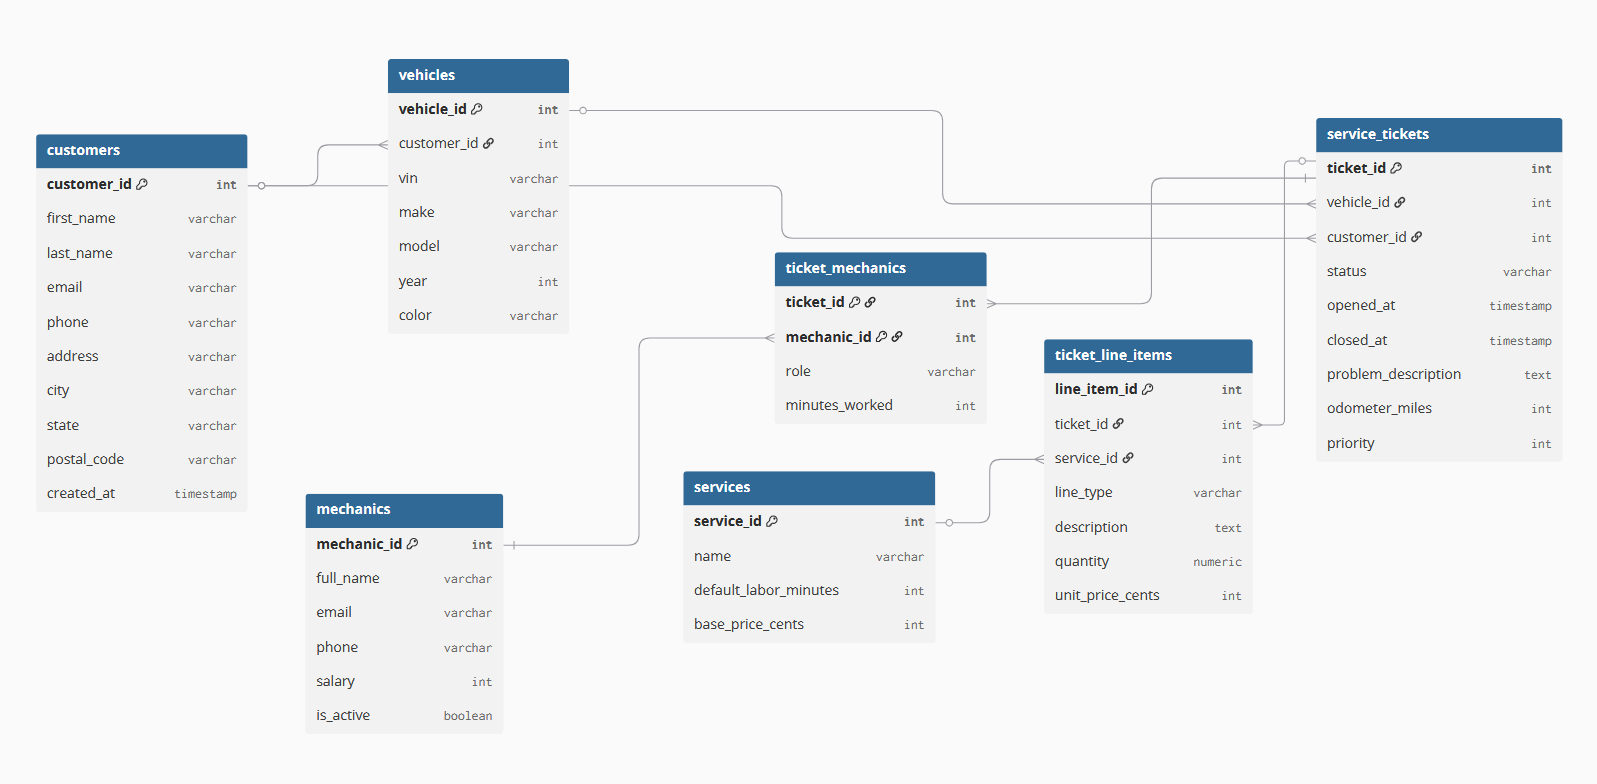 customers
customer_id int
first_name varchar
last_name varchar
email varchar
phone varchar
address varchar
city varchar
state varchar
postal_code varchar
created_at timestamp
vehicles
vehicle_id int
customer_id int
vin varchar
make varchar
model varchar
year int
color varchar
mechanics
mechanic_id int
full_name varchar
email varchar
phone varchar
salary int
is_active boolean
ticket_mechanics
ticket_id int
mechanic_id int
role varchar
minutes_worked int
services
service_id int
name varchar
default_labor_minutes int
base_price_cents int
ticket_line_items
line_item_id int
ticket_id int
service_id int
line_type varchar
description text
quantity numeric
unit_price_cents int
service_tickets
ticket_id int
vehicle_id int
customer_id int
status varchar
opened_at timestamp
closed_at timestamp
problem_description text
odometer_miles int
priority int